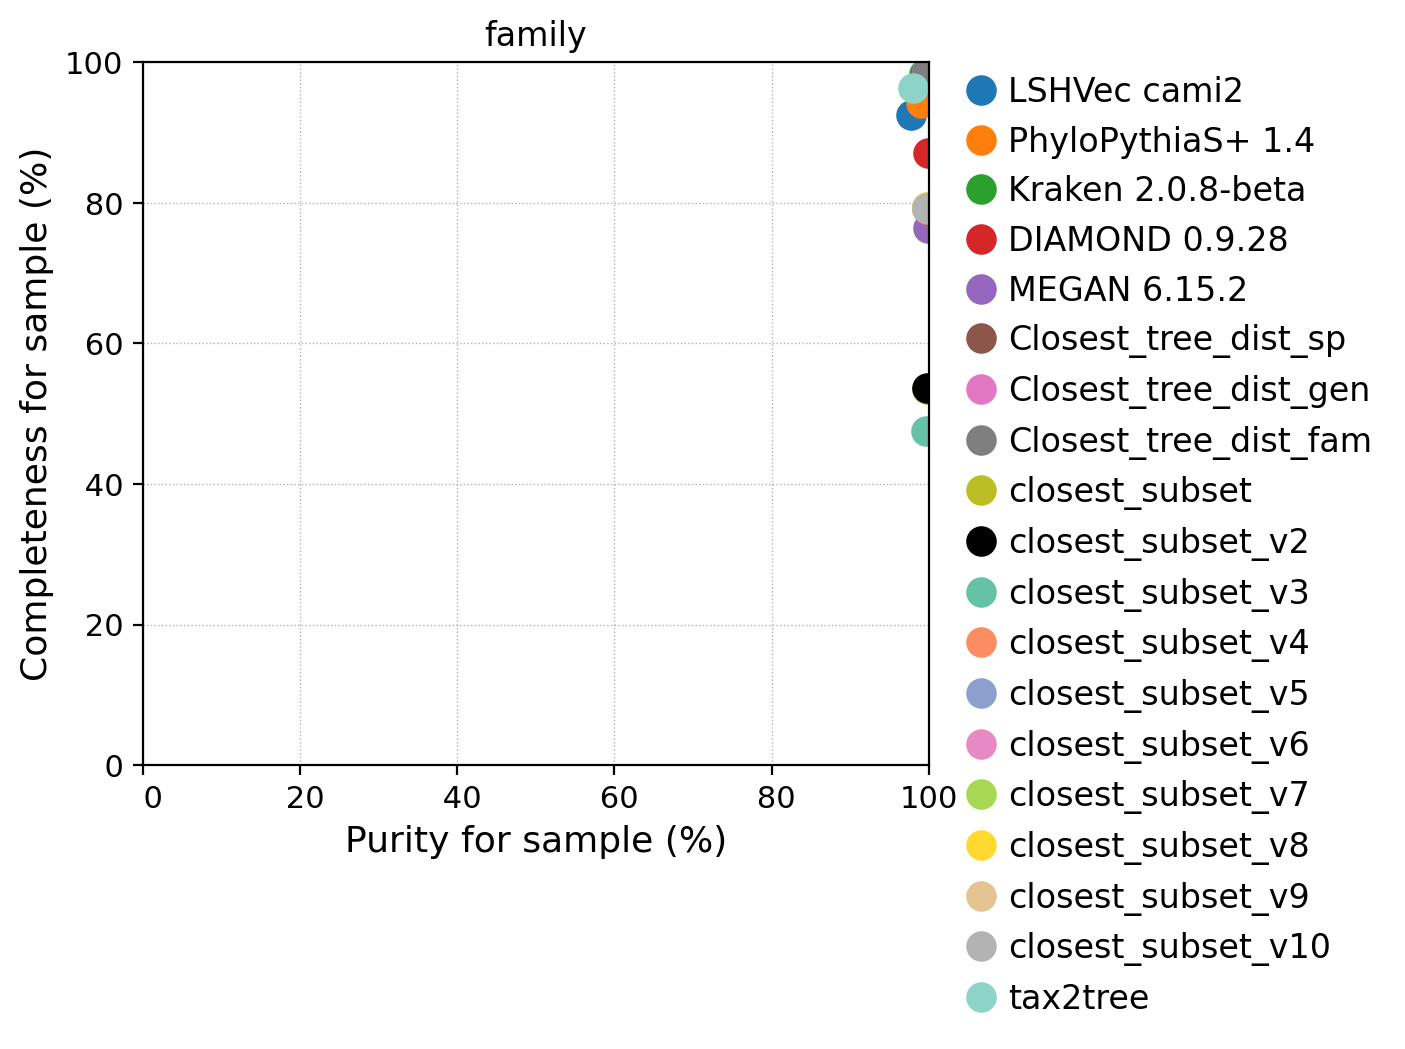 family
100
80
60
40
20
0
Completeness for sample (%)
0 20 40 60 80 100
Purity for sample (%)
LSHVec cami2
PhyloPythiaS+ 1.4
Kraken 2.0.8-beta
DIAMOND 0.9.28
MEGAN 6.15.2
Closest_tree_dist_sp
Closest_tree_dist_gen
Closest_tree_dist_fam
closest_subset
closest_subset_v2
closest_subset_v3
closest_subset_v4
closest_subset_v5
closest_subset_v6
closest_subset_v7
closest_subset_v8
closest_subset_v9
closest_subset_v10
tax2tree